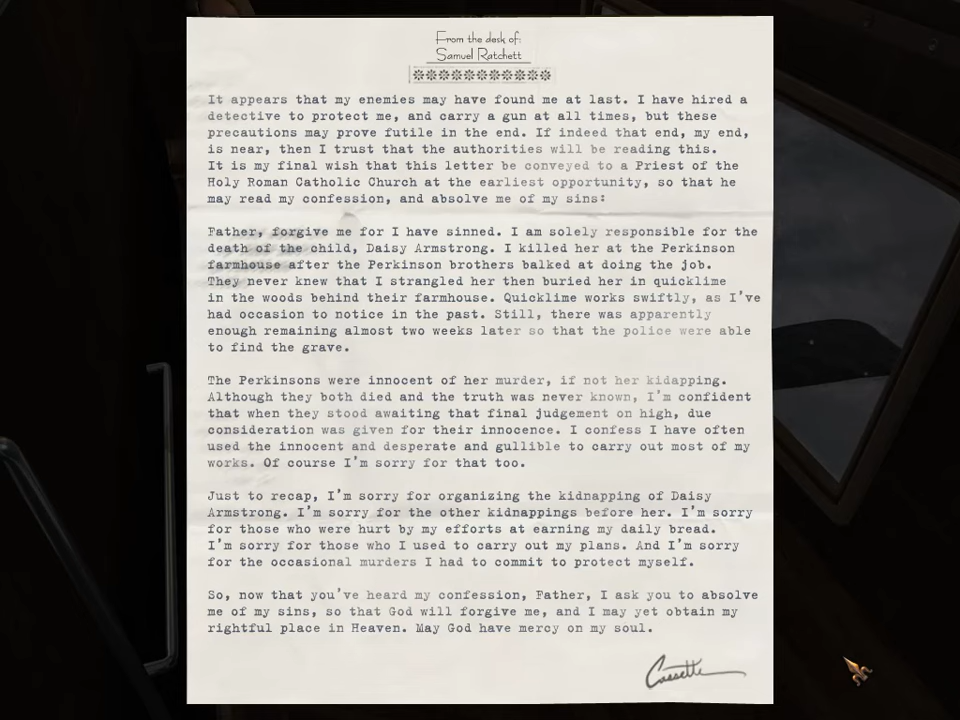 From the desk of:
Samuel Ratchett
It appears that my enemies may have found me at last. I have hired a
detective to protect me, and carry a gun at all times, but these
precautions may prove futile in the end. If indeed that end, my end,
is near, then I trust that the authorities will be reading this.
It is my final wish that this letter be conveyed to a Priest of the
Holy Roman Catholic Church at the earliest opportunity, so that he
may read my confession, and absolve me of my sins:
Father, forgive me for I have sinned. I am solely responsible for the
death of the child, Daisy Armstrong. I killed her at the Perkinson
farmhouse after the Perkinson brothers balked at doing the job.
They never knew that I strangled her then buried her in quicklime
in the woods behind their farmhouse. Quicklime works swiftly, as I've
had occasion to notice in the past. Still, there was apparently
enough remaining almost two weeks later so that the police were able
to find the grave.
The Perkinsons were innocent of her murder, if not her kidapping.
Although they both died and the truth was never known, I'm confident
that when they stood awaiting that final judgement on high, due
consideration was given for their innocence. I confess I have often
used the innocent and desperate and gullible to carry out most of my
works. Of course I'm sorry for that too.
Just to recap, I'm sorry for organizing the kidnapping of Daisy
Armstrong. I'm sorry for the other kidnappings before her. I'm sorry
for those who were hurt by my efforts at earning my daily bread.
I'm sorry for those who I used to carry out my plans. And I'm sorry
for the occasional murders I had to commit to protect myself.
So, now that you've heard my confession, Father, I ask you to absolve
me of my sins, so that God will forgive me, and I may yet obtain my
rightful place in Heaven. May God have mercy on my soul.
Cassette